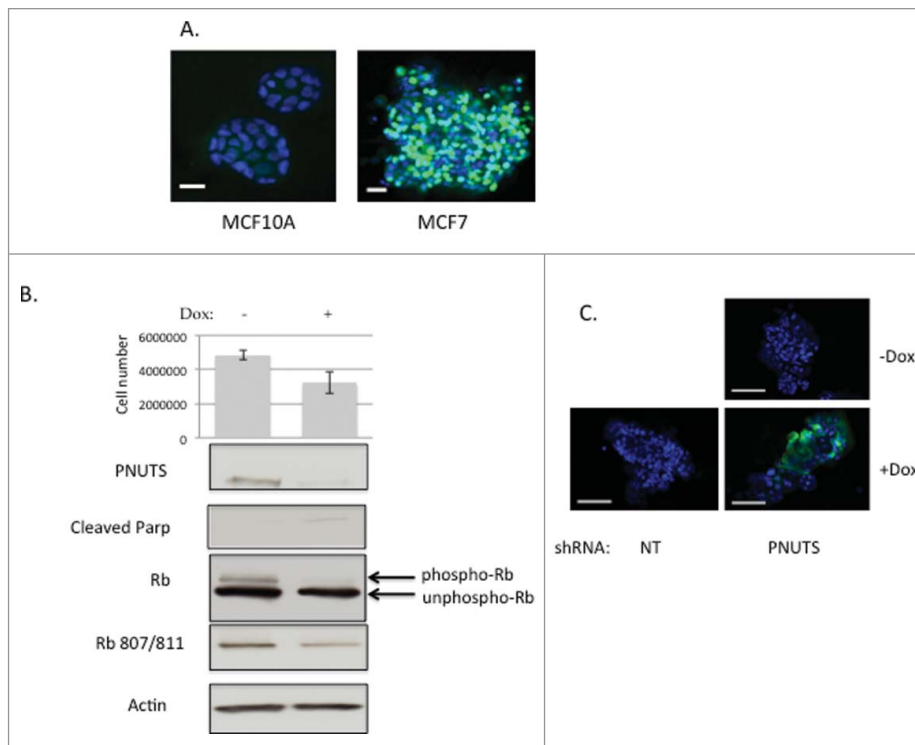 A.
MCF10A MCF7
B.
Dox: - +
Cell number
6000000
4000000
2000000
0
PNUTS
Cleaved Parp
Rb
phospho-Rb
unphospho-Rb
Rb 807/811
Actin
C.
-Dox
+Dox
shRNA: NT PNUTS